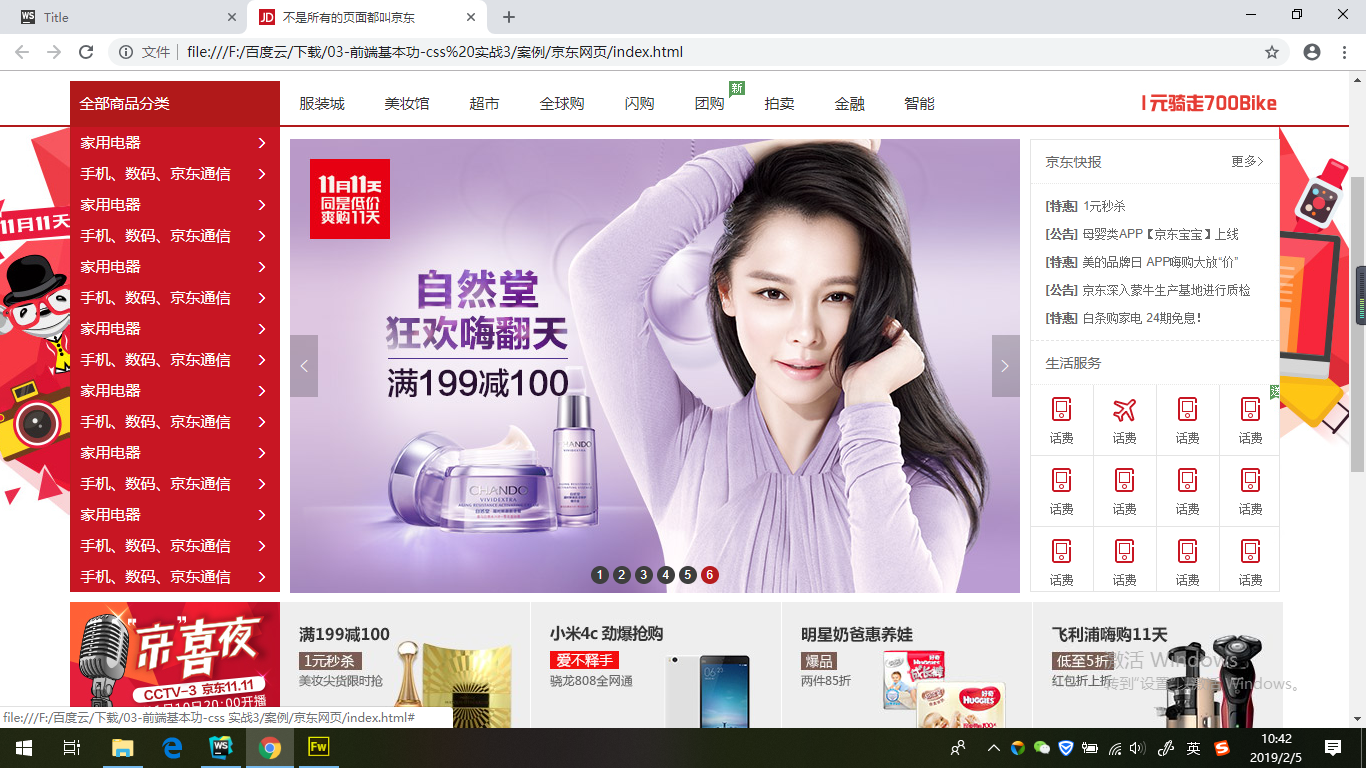 Title
不是所有的页面都叫京东
文件 file:///F:/百度云/下载/03-前端基本功-css%20实战3/案例/京东网页/index.html
全部商品分类 服装城 美妆馆 超市 全球购 闪购 团购 新 拍卖 金融 智能 1元骑走700Bike
家用电器
手机、数码、京东通信
家用电器
手机、数码、京东通信
家用电器
手机、数码、京东通信
家用电器
手机、数码、京东通信
家用电器
手机、数码、京东通信
家用电器
手机、数码、京东通信
家用电器
手机、数码、京东通信
手机、数码、京东通信
11月11天
11月11天
同是低价
爽购11天
自然堂
狂欢嗨翻天
满199减100
CHANDO
VIVIDEXTRA
CHANDO
1 2 3 4 5 6
京东快报 更多
[特惠] 1元秒杀
[公告] 母婴类APP【京东宝宝】上线
[特惠] 美的品牌日 APP嗨购大放“价”
[公告] 京东深入蒙牛生产基地进行质检
[特惠] 白条购家电 24期免息！
生活服务
话费 话费 话费 话费
话费 话费 话费 话费
话费 话费 话费 话费
“京”喜夜
CCTV-3 京东11.11
11月10日20:00开播
满199减100
1元秒杀
美妆尖货限时抢
小米4c 劲爆抢购
爱不释手
骁龙808全网通
明星奶爸惠养娃
爆品
两件85折
HUGGIES
成长裤
好奇
HUGGIES
飞利浦嗨购11天
低至5折
红包折上折
激活 Windows
转到"设置"以激活 Windows。
file:///F:/百度云/下载/03-前端基本功-css 实战3/案例/京东网页/index.html#
英
10:42
2019/2/5